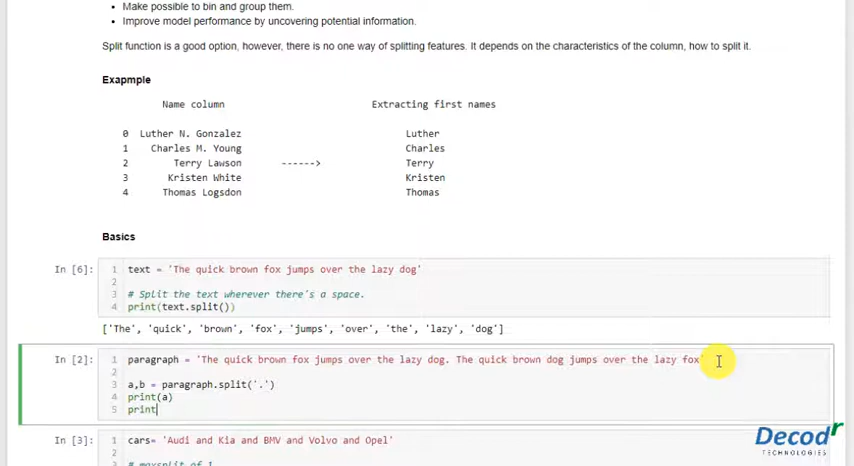 Make possible to bin and group them.
Improve model performance by uncovering potential information.
Split function is a good option, however, there is no one way of splitting features. It depends on the characteristics of the column, how to split it.
Exapmple
Name column Extracting first names
0 Luther N. Gonzalez Luther
1 Charles M. Young Charles
2 Terry Lawson ------> Terry
3 Kristen White Kristen
4 Thomas Logsdon Thomas
Basics
In [6]: 1 text = 'The quick brown fox jumps over the lazy dog'
2
3 # Split the text wherever there's a space.
4 print(text.split())
['The', 'quick', 'brown', 'fox', 'jumps', 'over', 'the', 'lazy', 'dog']
In [2]: 1 paragraph = 'The quick brown fox jumps over the lazy dog. The quick brown dog jumps over the lazy fox'
2
3 a,b = paragraph.split('.')
4 print(a)
5 print
In [3]: 1 cars= 'Audi and Kia and BMV and Volvo and Opel'
2
3 # maxsplit of 1
Decodr
TECHNOLOGIES